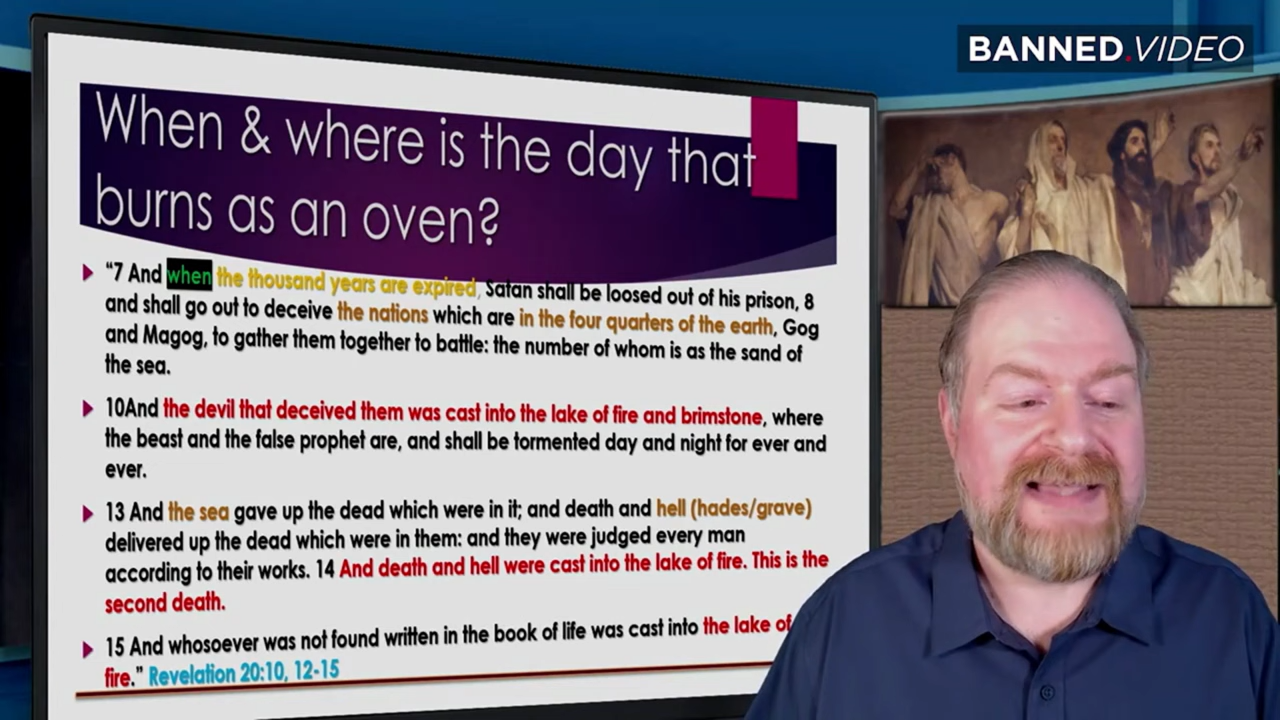 BANNED.VIDEO
When & where is the day that
burns as an oven?
“7 And when the thousand years are expired, Satan shall be loosed out of his prison, 8
and shall go out to deceive the nations which are in the four quarters of the earth, Gog
and Magog, to gather them together to battle: the number of whom is as the sand of
the sea.
10And the devil that deceived them was cast into the lake of fire and brimstone, where
the beast and the false prophet are, and shall be tormented day and night for ever and
ever.
13 And the sea gave up the dead which were in it; and death and hell (hades/grave)
delivered up the dead which were in them: and they were judged every man
according to their works. 14 And death and hell were cast into the lake of fire. This is the
second death.
15 And whosoever was not found written in the book of life was cast into the lake of
fire.” Revelation 20:10, 12-15